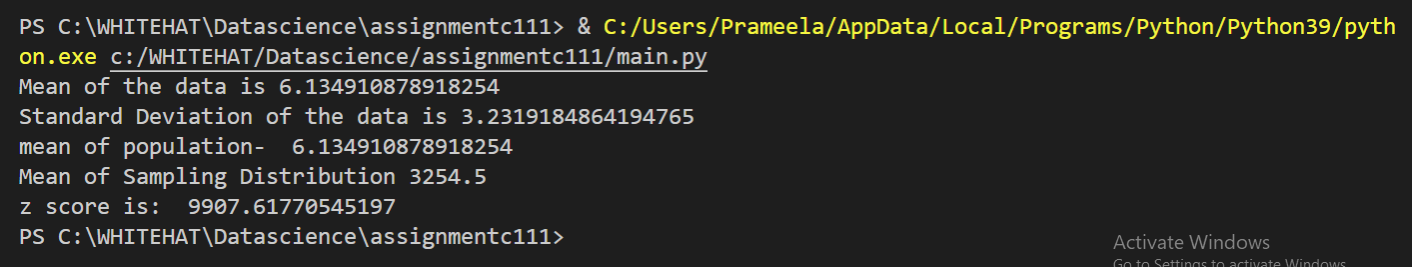 PS C:\WHITEHAT\Datascience\assignmentc111> & C:/Users/Prameela/AppData/Local/Programs/Python/Python39/pyth
on.exe c:/WHITEHAT/Datascience/assignmentc111/main.py
Mean of the data is 6.134910878918254
Standard Deviation of the data is 3.2319184864194765
mean of population-  6.134910878918254
Mean of Sampling Distribution 3254.5
z score is:  9907.61770545197
PS C:\WHITEHAT\Datascience\assignmentc111>
Activate Windows
Go to Settings to activate Windows